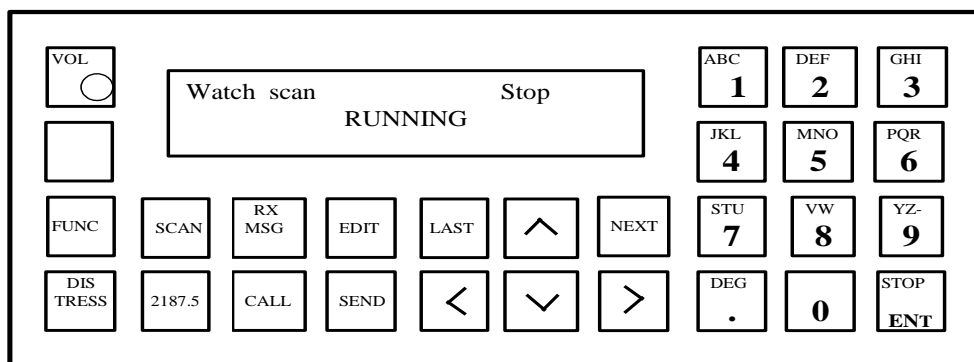 VOL
Watch scan Stop
RUNNING
ABC
1
DEF
2
GHI
3
JKL
4
MNO
5
PQR
6
FUNC
SCAN
RX
MSG
EDIT
LAST
NEXT
STU
7
VW
8
YZ-
9
DIS
TRESS
2187.5
CALL
SEND
DEG
.
0
STOP
ENT